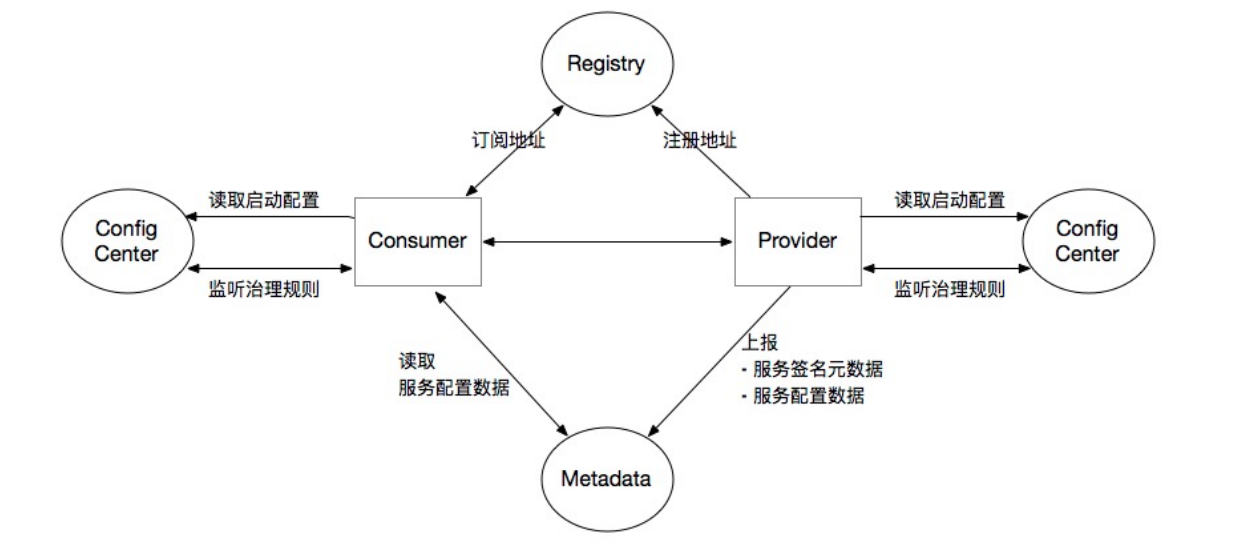 Registry
订阅地址
注册地址
读取启动配置
读取启动配置
Config
Center
Consumer
Provider
Config
Center
监听治理规则
监听治理规则
读取
服务配置数据
上报
- 服务签名元数据
- 服务配置数据
Metadata